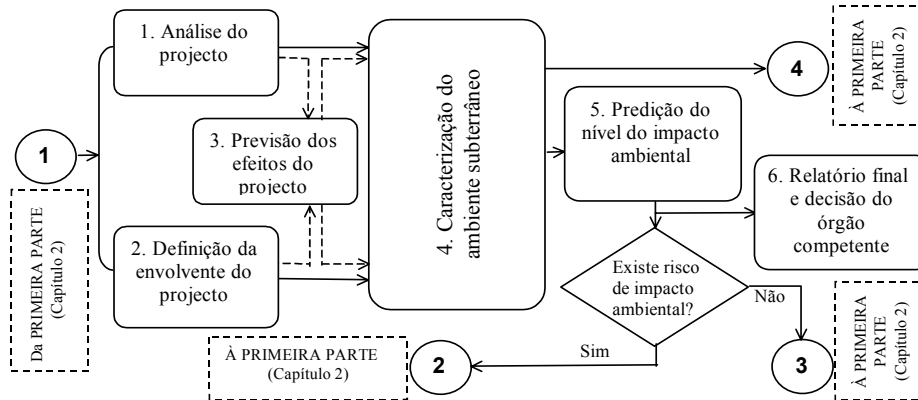 1. Análise do
projecto
4
À PRIMEIRA
PARTE
(Capítulo 2)
1
3. Previsão dos
efeitos do
projecto
4. Caracterização do
ambiente subterrâneo
5. Predição do
nível do impacto
ambiental
6. Relatório final
e decisão do
órgão
competente
Da PRIMEIRA PARTE
(Capítulo 2)
2. Definição da
envolvente do
projecto
Existe risco
de impacto
ambiental?
Não
À PRIMEIRA
PARTE
(Capítulo 2)
À PRIMEIRA PARTE
(Capítulo 2)
2
Sim
3